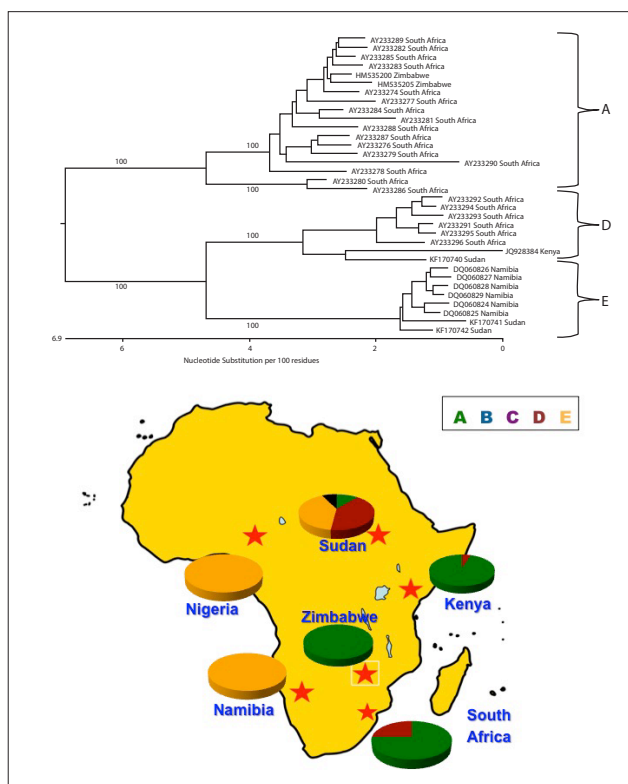 AY233289 South Africa
AY233282 South Africa
AY233285 South Africa
AY233283 South Africa
HM535200 Zimbabwe
HM535205 Zimbabwe
AY233274 South Africa
AY233277 South Africa
AY233284 South Africa
AY233281 South Africa
AY233288 South Africa
AY233287 South Africa
AY233276 South Africa
AY233279 South Africa
AY233290 South Africa
AY233278 South Africa
AY233280 South Africa
AY233286 South Africa
100
100
100
A
AY233292 South Africa
AY233294 South Africa
AY233293 South Africa
AY233291 South Africa
AY233295 South Africa
AY233296 South Africa
JQ928384 Kenya
KF170740 Sudan
100
D
DQ060826 Namibia
DQ060827 Namibia
DQ060828 Namibia
DQ060829 Namibia
DQ060824 Namibia
DQ060825 Namibia
KF170741 Sudan
KF170742 Sudan
100
100
E
6.9 6 4 2 0
Nucleotide Substitution per 100 residues
A B C D E
Sudan
Nigeria
Kenya
Zimbabwe
Namibia
South
Africa